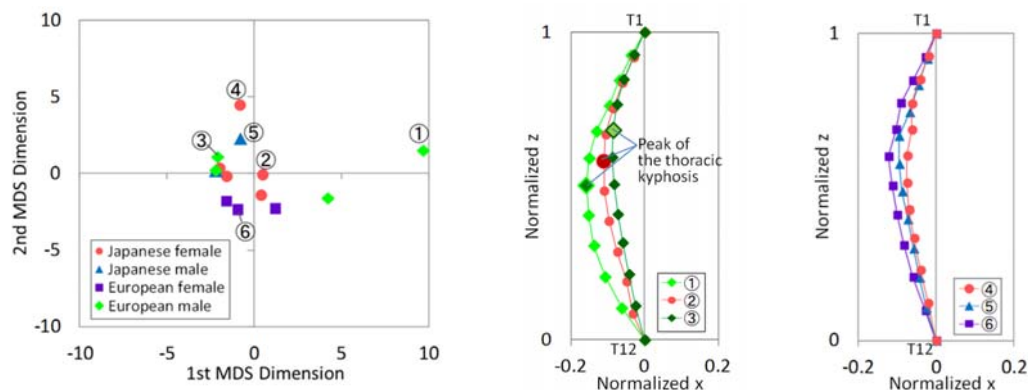 10
5
0
-5
-10
-10
-5
0
5
10
2nd MDS Dimension
1st MDS Dimension
④
⑤
③
②
①
⑥
Japanese female
Japanese male
European female
European male
T1
1
0
T12
-0.2
0
0.2
Normalized z
Normalized x
Peak of
the thoracic
kyphosis
①
②
③
T1
1
0
T12
-0.2
0
0.2
Normalized z
Normalized x
④
⑤
⑥